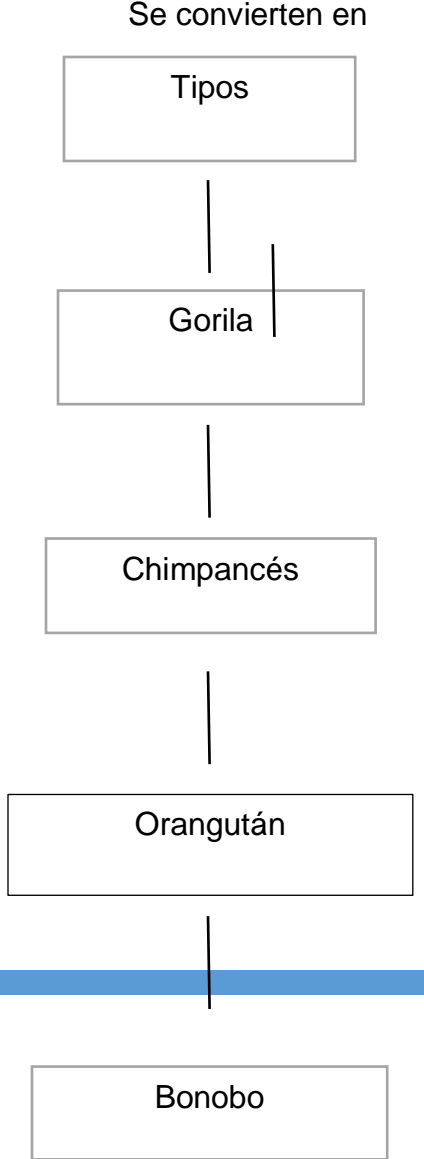 Se convierten en
Tipos
Gorila
Chimpancés
Orangután
Bonobo